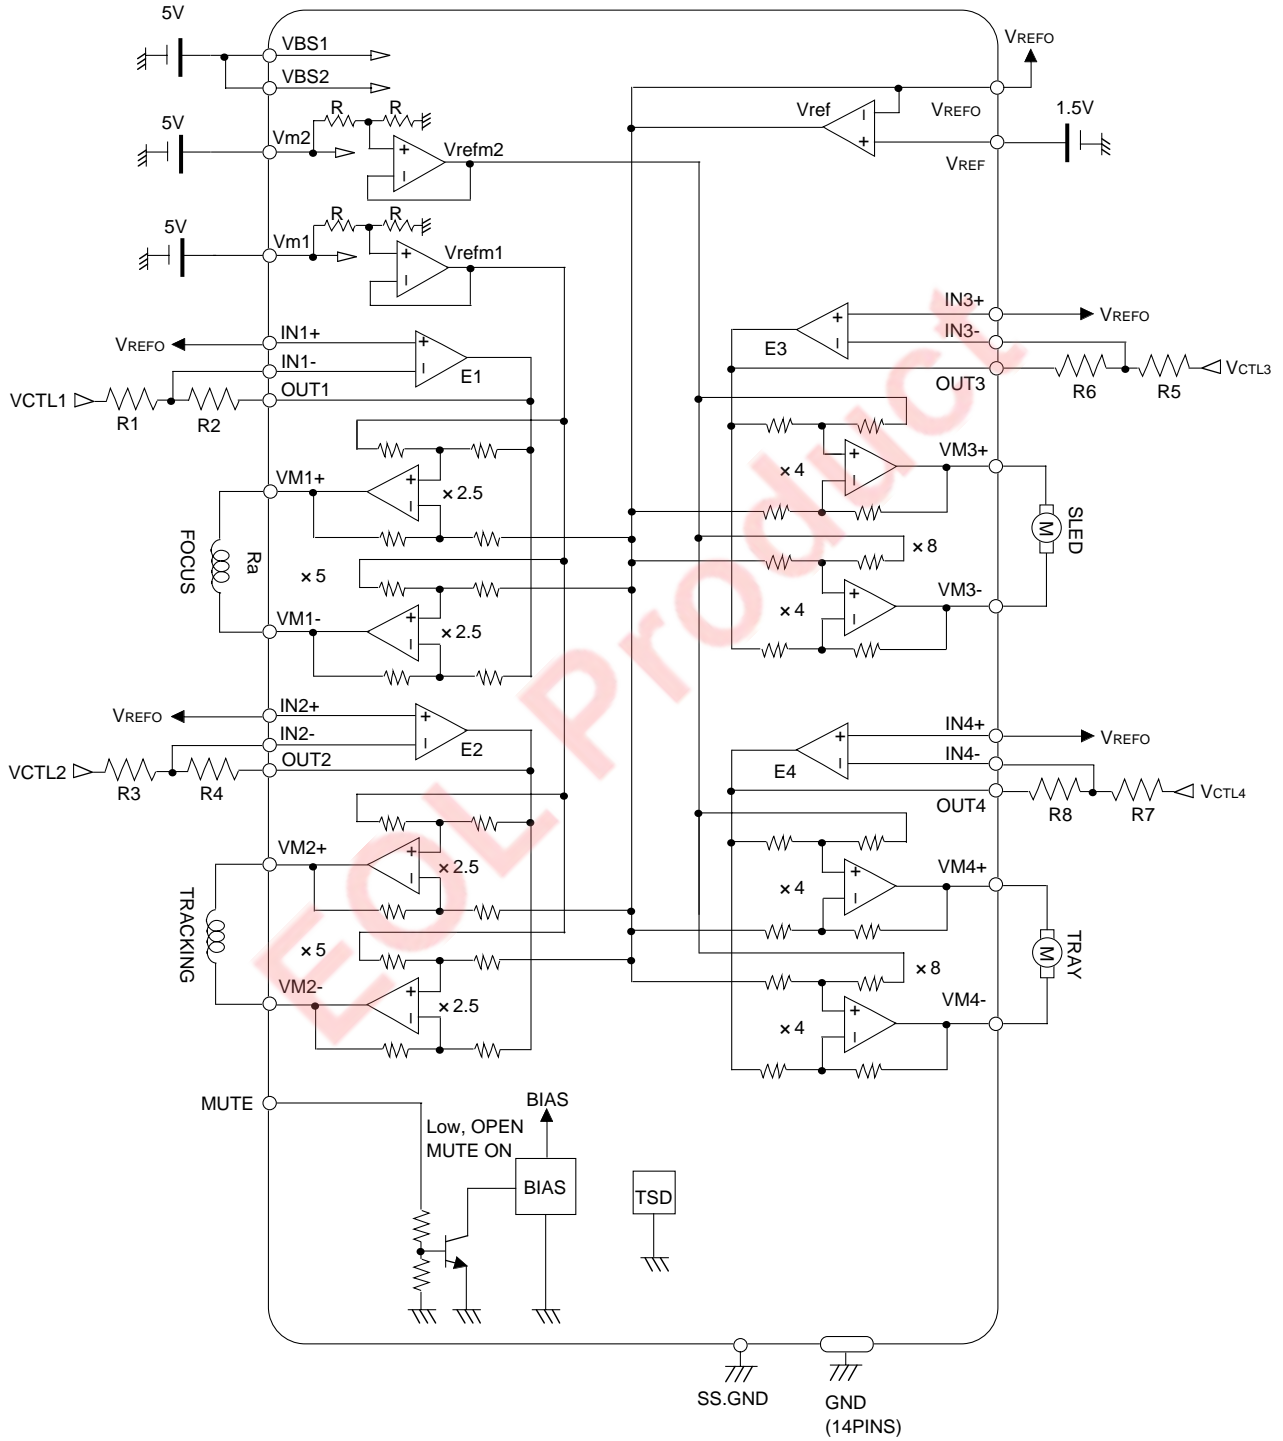 5V
VBS1
VBS2
VREFO
R R
5V
Vm2
Vrefm2
Vref
VREFO
1.5V
VREF
R R
5V
Vm1
Vrefm1
IN1+
VREFO
IN1-
E1
OUT1
VCTL1
R1
R2
IN3+
VREFO
IN3-
E3
OUT3
R6
R5
VCTL3
VM1+
×2.5
FOCUS
Ra
×5
VM1-
×2.5
VM3+
×4
SLED
M
×8
VM3-
×4
IN2+
VREFO
IN2-
E2
OUT2
VCTL2
R3
R4
IN4+
VREFO
IN4-
E4
OUT4
R8
R7
VCTL4
VM2+
×2.5
TRACKING
×5
VM2-
×2.5
VM4+
×4
TRAY
M
×8
VM4-
×4
MUTE
Low, OPEN
MUTE ON
BIAS
BIAS
TSD
SS.GND
GND
(14PINS)
EOL Product
+
−
+
−
−
+
+
−
+
−
+
−
+
−
+
−
+
−
+
−
+
−
+
−
+
−
+
−
+
−